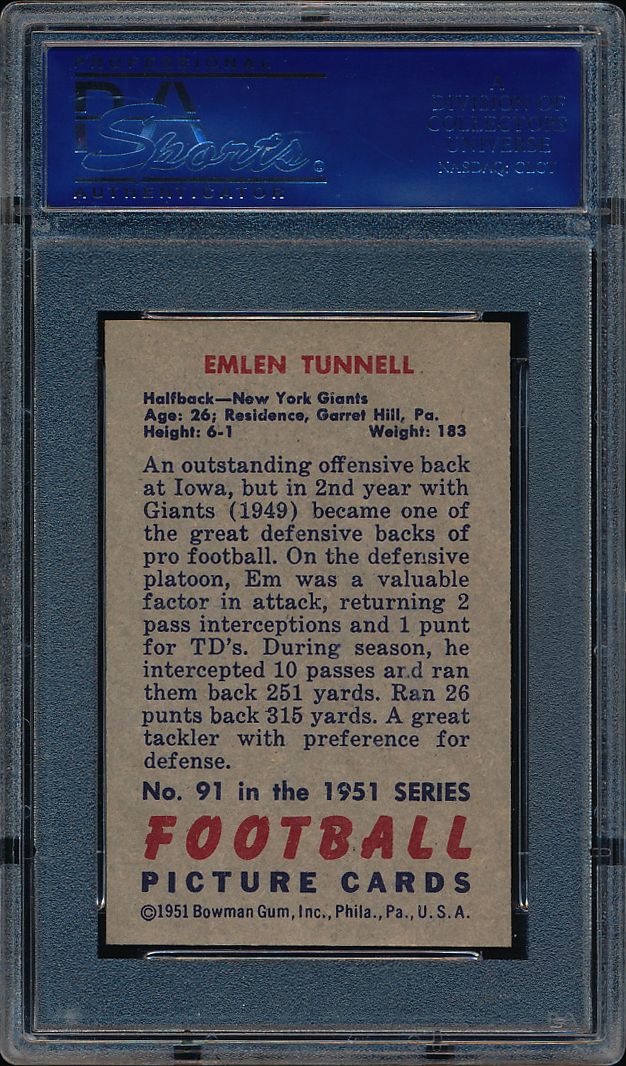 PROFESSIONAL
PSA
Sports
AUTHENTICATOR
A
DIVISION OF
COLLECTORS
UNIVERSE
NASDAQ: CLCT
EMLEN TUNNELL
Halfback—New York Giants
Age: 26; Residence, Garret Hill, Pa.
Height: 6-1 Weight: 183
An outstanding offensive back
at Iowa, but in 2nd year with
Giants (1949) became one of
the great defensive backs of
pro football. On the defensive
platoon, Em was a valuable
factor in attack, returning 2
pass interceptions and 1 punt
for TD's. During season, he
intercepted 10 passes and ran
them back 251 yards. Ran 26
punts back 315 yards. A great
tackler with preference for
defense.
No. 91 in the 1951 SERIES
FOOTBALL
PICTURE CARDS
©1951 Bowman Gum, Inc., Phila., Pa., U.S.A.